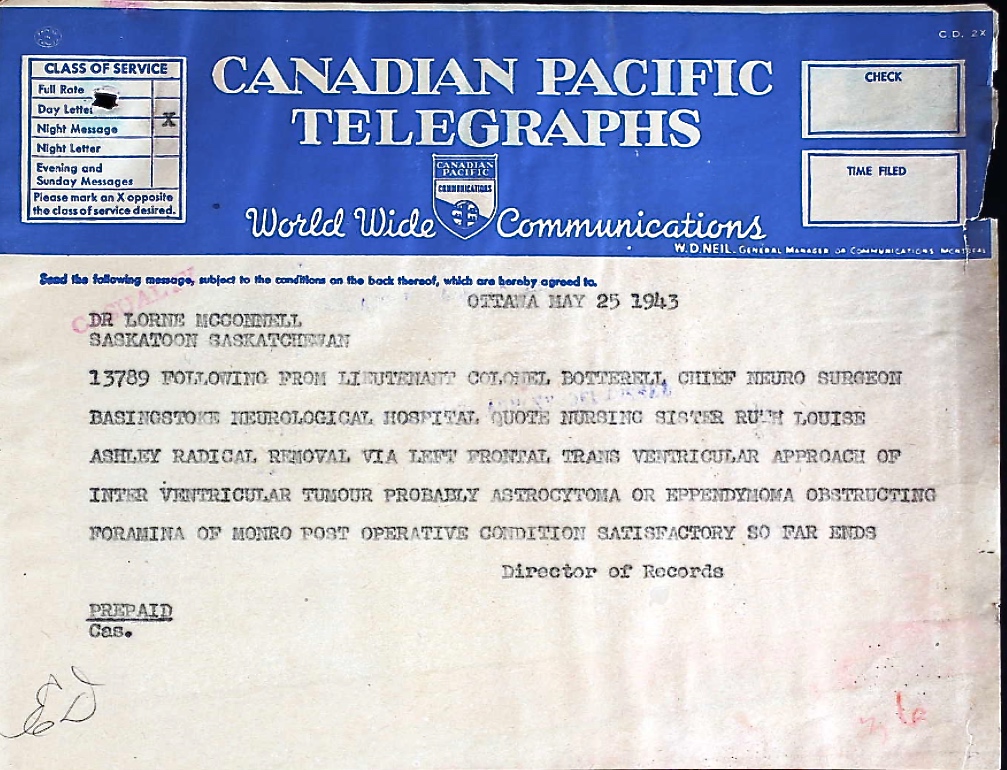 C.D. 2X
CLASS OF SERVICE
Full Rate
Day Letter
X
Night Message
Night Letter
Evening and
Sunday Messages
Please mark an X opposite
the class of service desired.
CANADIAN PACIFIC
TELEGRAPHS
CANADIAN
PACIFIC
COMMUNICATIONS
World Wide Communications
CHECK
TIME FILED
W.D.NEIL, GENERAL MANAGER OF COMMUNICATIONS, MONTREAL
Send the following message, subject to the conditions on the back thereof, which are hereby agreed to.
CASUALTY
OTTAWA MAY 25 1943
DR LORNE MCCONNELL
SASKATOON SASKATCHEWAN
13789 FOLLOWING FROM LIEUTENANT COLONEL BOTTERELL CHIEF NEURO SURGEON
BASINGSTOKE NEUROLOGICAL HOSPITAL QUOTE NURSING SISTER RUTH LOUISE
ASHLEY RADICAL REMOVAL VIA LEFT FRONTAL TRANS VENTRICULAR APPROACH OF
INTER VENTRICULAR TUMOUR PROBABLY ASTROCYTOMA OR EPPENDYMOMA OBSTRUCTING
FORAMINA OF MONRO POST OPERATIVE CONDITION SATISFACTORY SO FAR ENDS
Director of Records
PREPAID
Cas.
ED